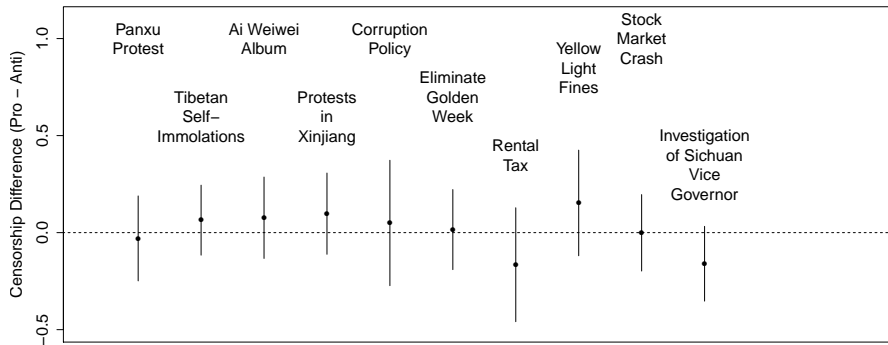 Censorship Difference (Pro − Anti)
1.0
0.5
0.0
−0.5
Panxu
Protest
Tibetan
Self−
Immolations
Ai Weiwei
Album
Protests
in
Xinjiang
Corruption
Policy
Eliminate
Golden
Week
Rental
Tax
Yellow
Light
Fines
Stock
Market
Crash
Investigation
of Sichuan
Vice
Governor